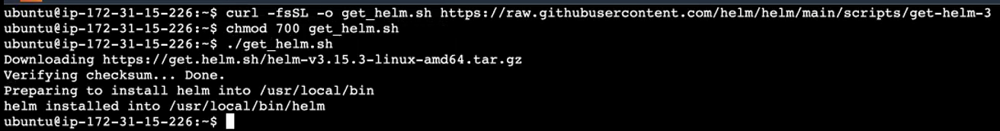 ubuntu@ip-172-31-15-226:~$ curl -fsSL -o get_helm.sh https://raw.githubusercontent.com/helm/helm/main/scripts/get-helm-3
ubuntu@ip-172-31-15-226:~$ chmod 700 get_helm.sh
ubuntu@ip-172-31-15-226:~$ ./get_helm.sh
Downloading https://get.helm.sh/helm-v3.15.3-linux-amd64.tar.gz
Verifying checksum... Done.
Preparing to install helm into /usr/local/bin
helm installed into /usr/local/bin/helm
ubuntu@ip-172-31-15-226:~$